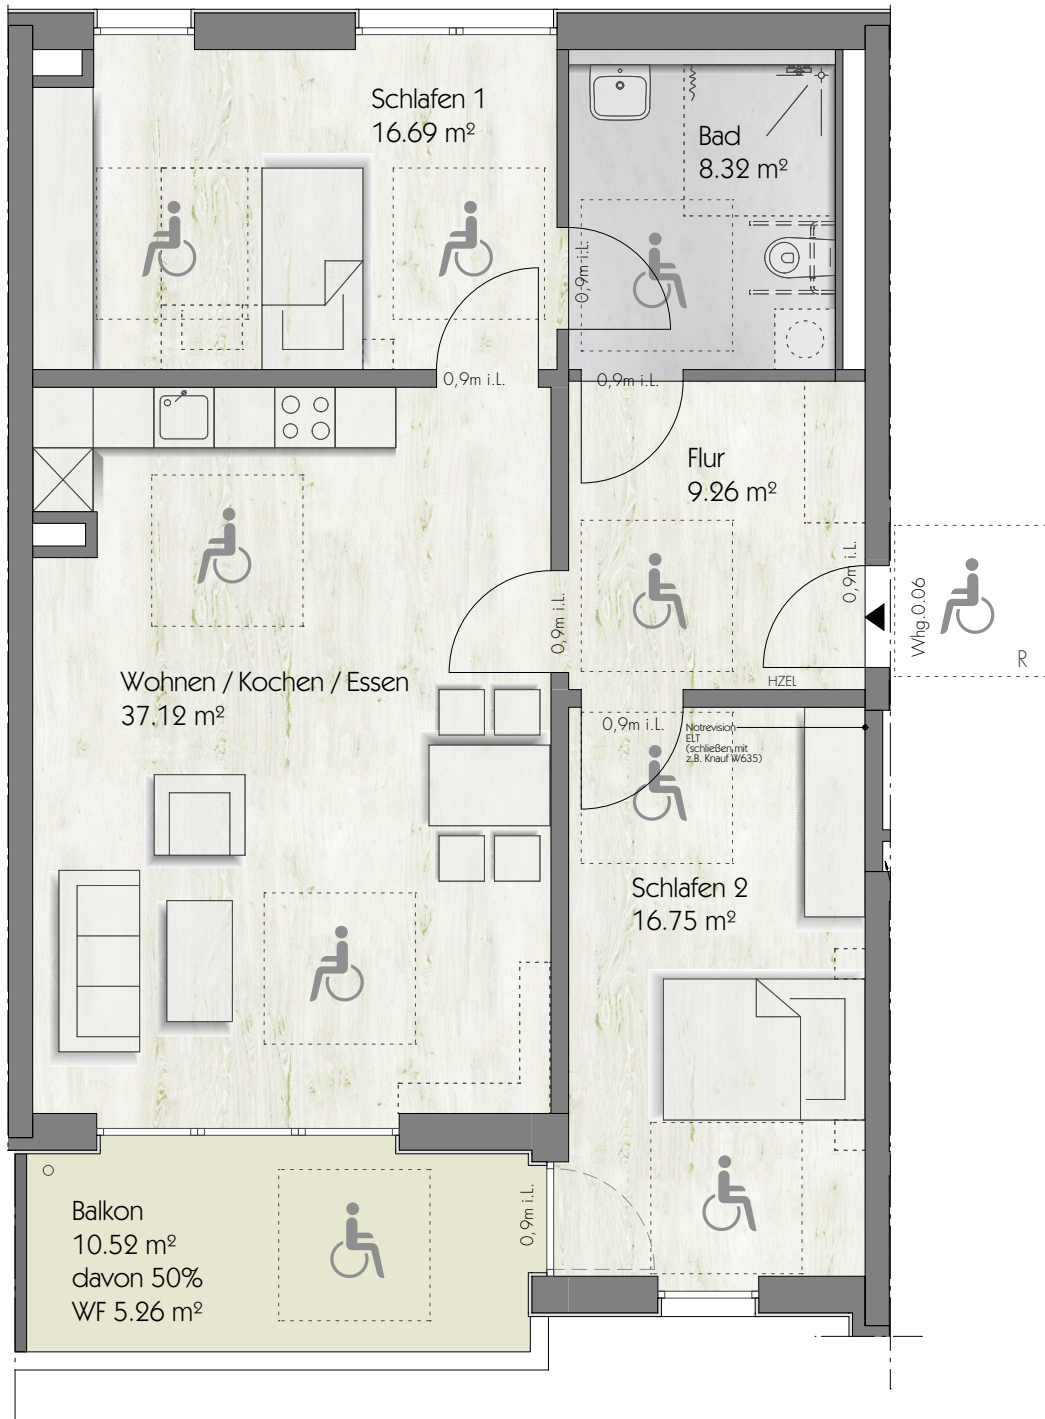 Schlafen 1
16.69 m²
Bad
8.32 m²
0,9m i.L.
0,9m i.L.
0,9m i.L.
Flur
9.26 m²
0,9m i.L.
Whg.0.06
R
0,9m i.L.
HZEL
Wohnen / Kochen / Essen
37.12 m²
0,9m i.L.
Notrevision
ELT
(schließen mit
z.B. Knauf W635)
Schlafen 2
16.75 m²
0,9m i.L.
Balkon
10.52 m²
davon 50%
WF 5.26 m²